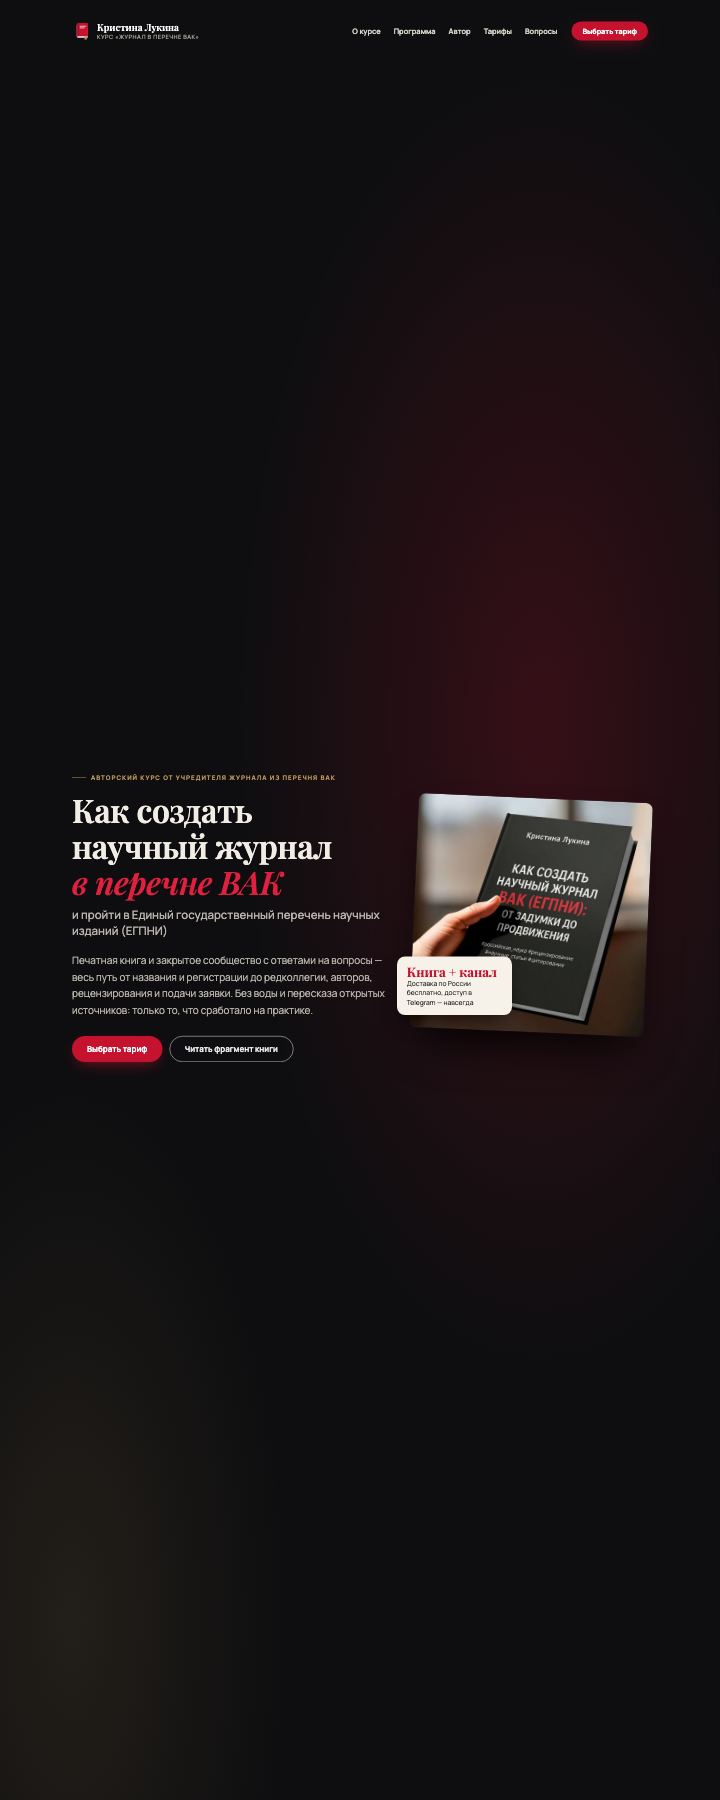 Кристина Лукина
КУРС «ЖУРНАЛ В ПЕРЕЧНЕ ВАК»
О курсе
Программа
Автор
Тарифы
Вопросы
Выбрать тариф
АВТОРСКИЙ КУРС ОТ УЧРЕДИТЕЛЯ ЖУРНАЛА ИЗ ПЕРЕЧНЯ ВАК
Как создать
научный журнал
в перечне ВАК
и пройти в Единый государственный перечень научных
изданий (ЕГПНИ)
Печатная книга и закрытое сообщество с ответами на вопросы —
весь путь от названия и регистрации до редколлегии, авторов,
рецензирования и подачи заявки. Без воды и пересказа открытых
источников: только то, что сработало на практике.
Выбрать тариф
Читать фрагмент книги
Кристина Лукина
КАК СОЗДАТЬ
НАУЧНЫЙ ЖУРНАЛ
ВАК (ЕГПНИ):
ОТ ЗАДУМКИ ДО
ПРОДВИЖЕНИЯ
#российская_наука #рецензирование
статьи #цитирование
Книга + канал
Доставка по России
бесплатно, доступ в
Telegram — навсегда